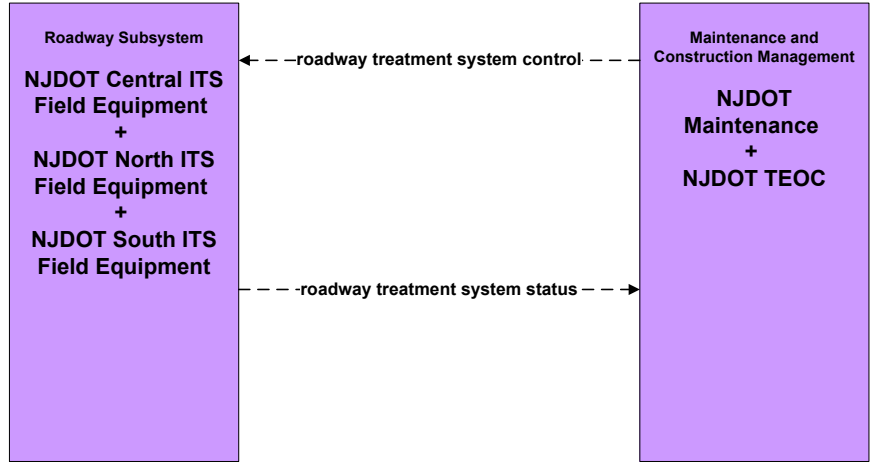 Roadway Subsystem
NJDOT Central ITS
Field Equipment
+
NJDOT North ITS
Field Equipment
+
NJDOT South ITS
Field Equipment
roadway treatment system control
roadway treatment system status
Maintenance and
Construction Management
NJDOT
Maintenance
+
NJDOT TEOC